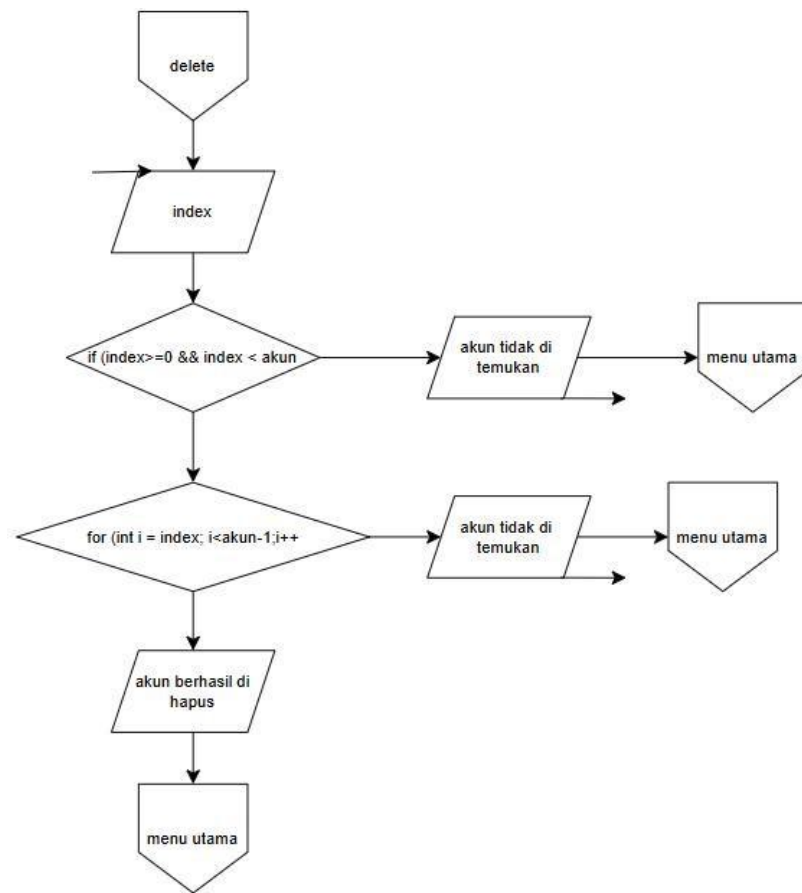 delete
index
if (index>=0 && index < akun
akun tidak di
temukan
menu utama
for (int i = index; i<akun-1;i++
akun tidak di
temukan
menu utama
akun berhasil di
hapus
menu utama